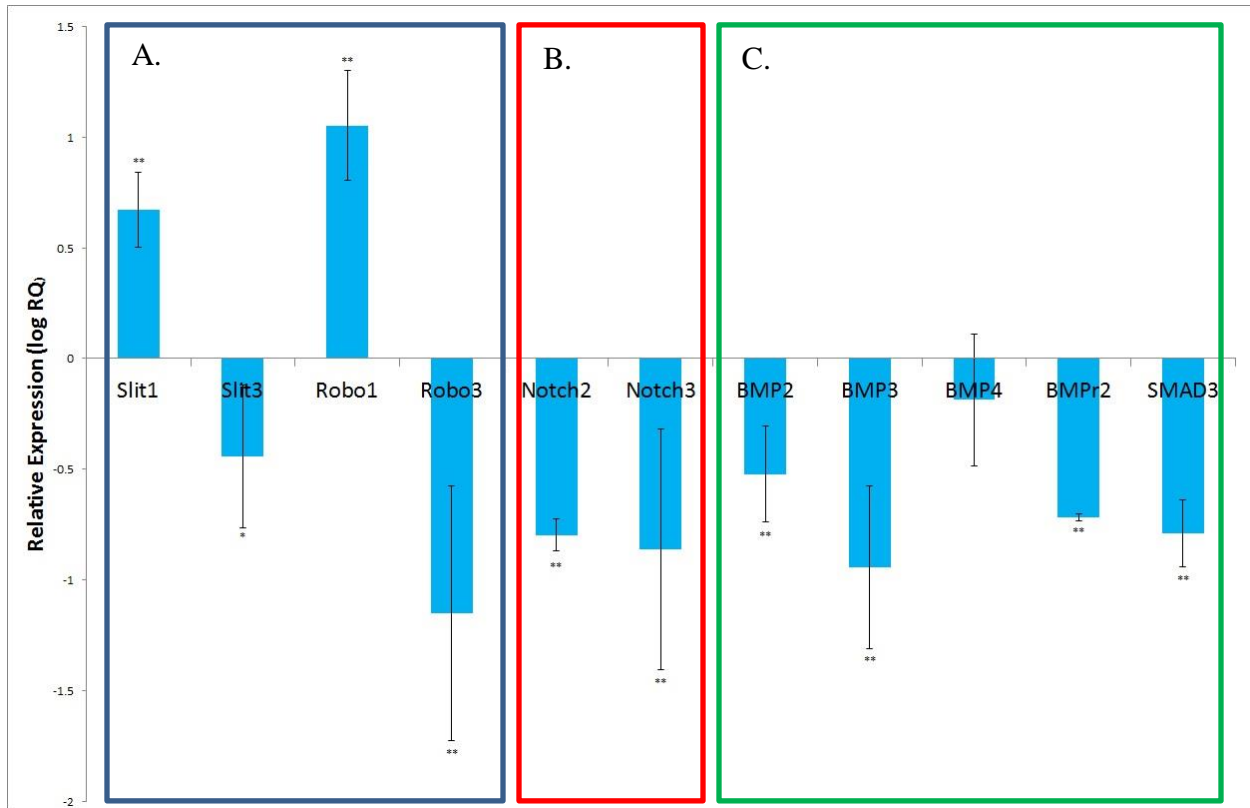 A.
B.
C.
**
**
1.5
1
0.5
0
-0.5
-1
-1.5
-2
Relative Expression (log RQ)
Slit1
Slit3
Robo1
Robo3
Notch2
Notch3
BMP2
BMP3
BMP4
BMPr2
SMAD3
*
**
**
**
**
**
**
**